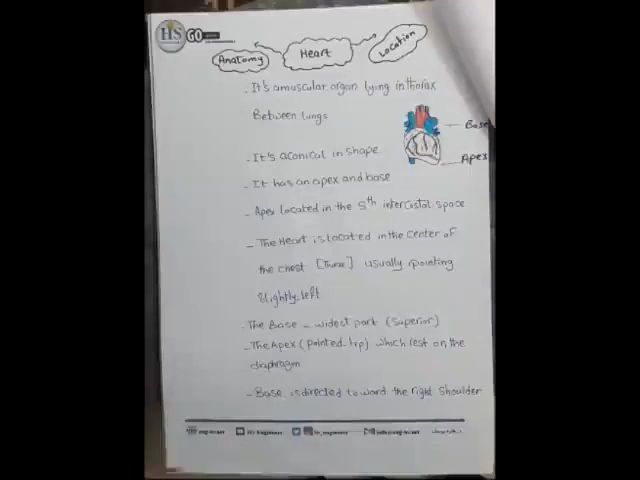 HS GO
Anatomy Heart Location
- It's amuscular organ lying in thorax
Between lungs
Base
- It's aconical in shape
Apex
- It has an apex and base
- Apex located in the 5th intercostal space
- The Heart is located in the center of
the chest [Thorax] usually pointing
slightly left
- The Base - widest part (Superior)
- The Apex (pointed tip) which rest on the
diaphragm
- Base is directed toward the right shoulder